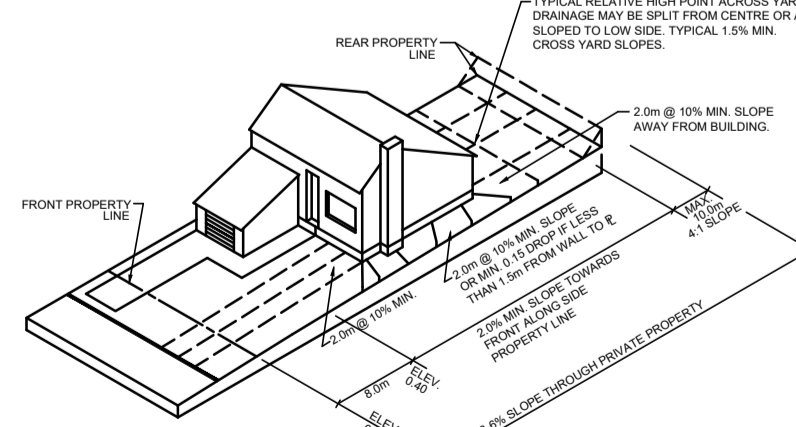 TYPICAL RELATIVE HIGH POINT ACROSS YAR
DRAINAGE MAY BE SPLIT FROM CENTRE OR A
SLOPED TO LOW SIDE. TYPICAL 1.5% MIN.
CROSS YARD SLOPES.
REAR PROPERTY
LINE
2.0m @ 10% MIN. SLOPE
AWAY FROM BUILDING.
FRONT PROPERTY
LINE
MAX.
10.0m
4:1 SLOPE
2.0m @ 10% MIN. SLOPE
OR MIN. 0.15 DROP IF LESS
THAN 1.5m FROM WALL TO ⅊
2.0m @ 10% MIN.
2.0% MIN. SLOPE TOWARDS
FRONT ALONG SIDE
PROPERTY LINE
8.0m
ELEV.
0.40
ELEV.
6% SLOPE THROUGH PRIVATE PROPERTY